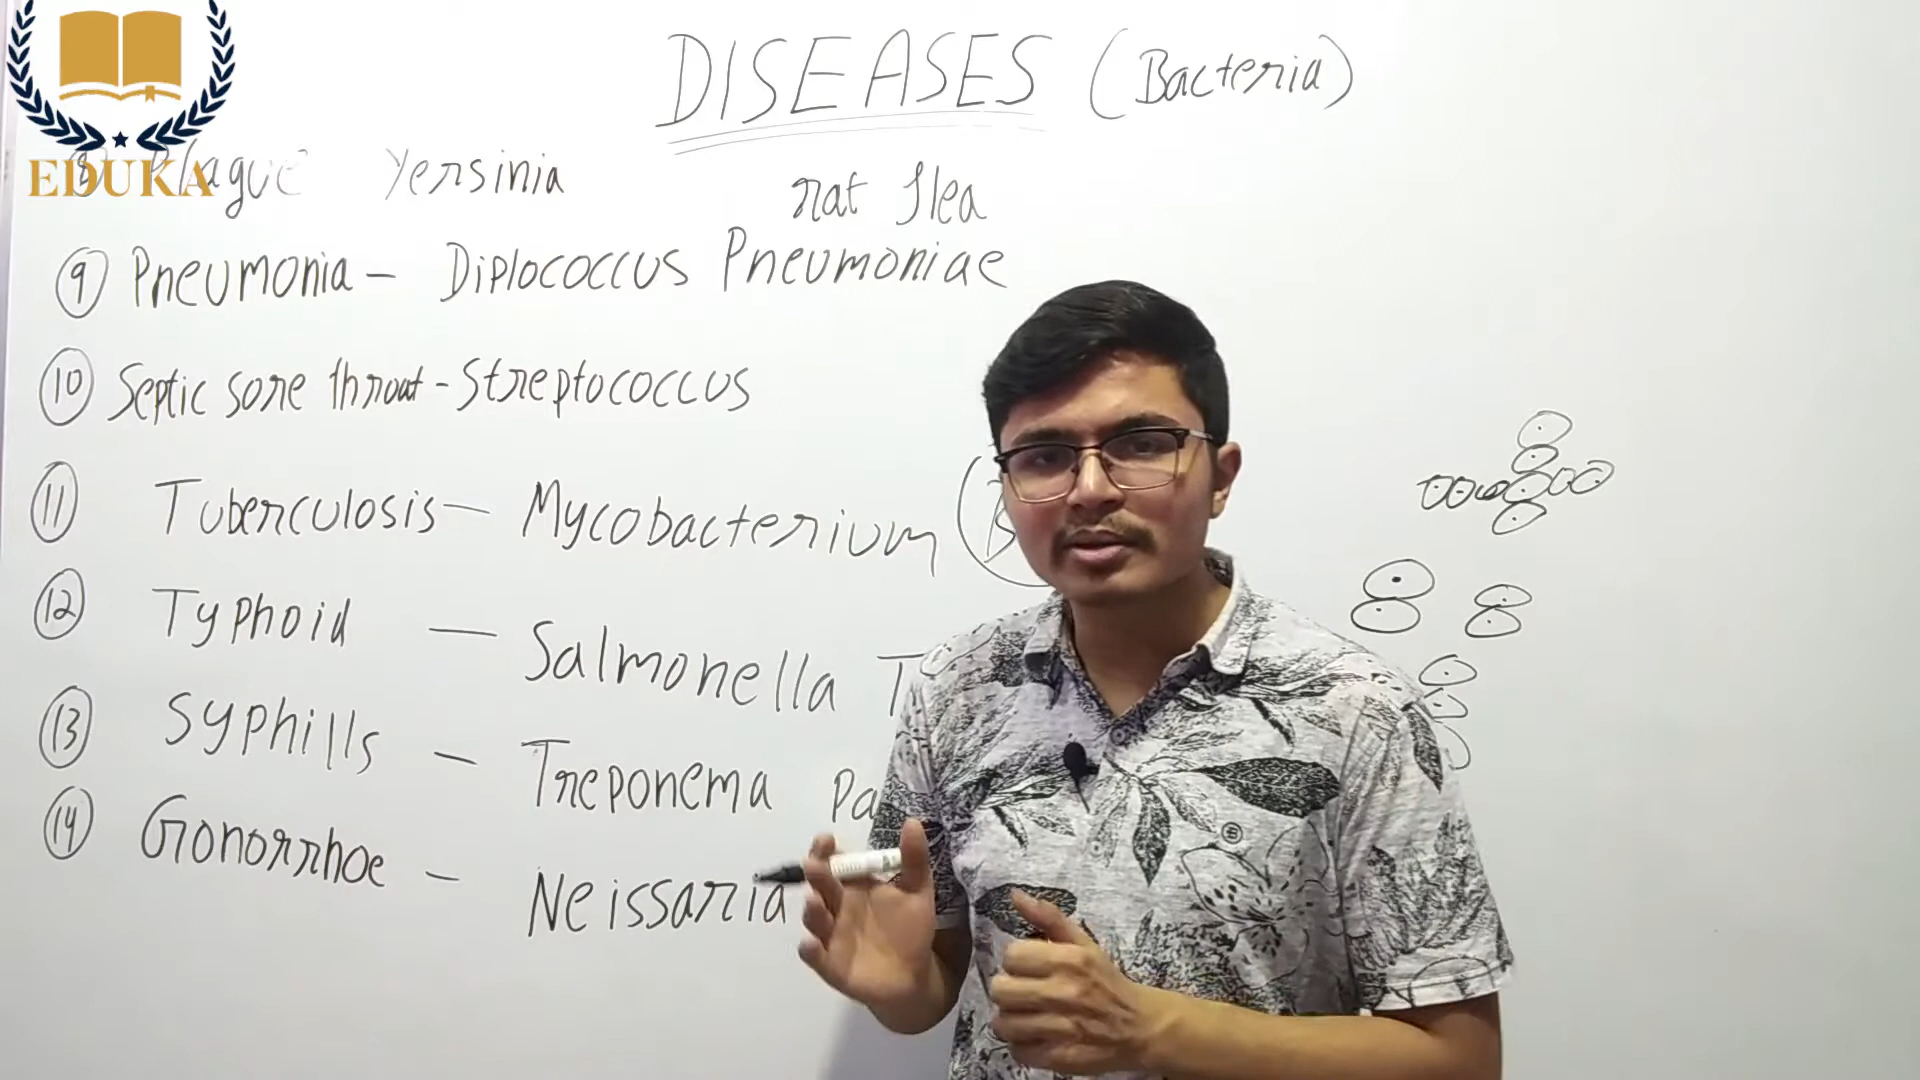 DISEASES (Bacteria)
EDUKA
8 Plague Yersinia rat flea
9 Pneumonia - Diplococcus Pneumoniae
10 Septic sore throat - Streptococcus
11 Tuberculosis - Mycobacterium (B
12 Typhoid - Salmonella T
13 Syphills - Treponema Pa
14 Gonorrhoe - Neissaria